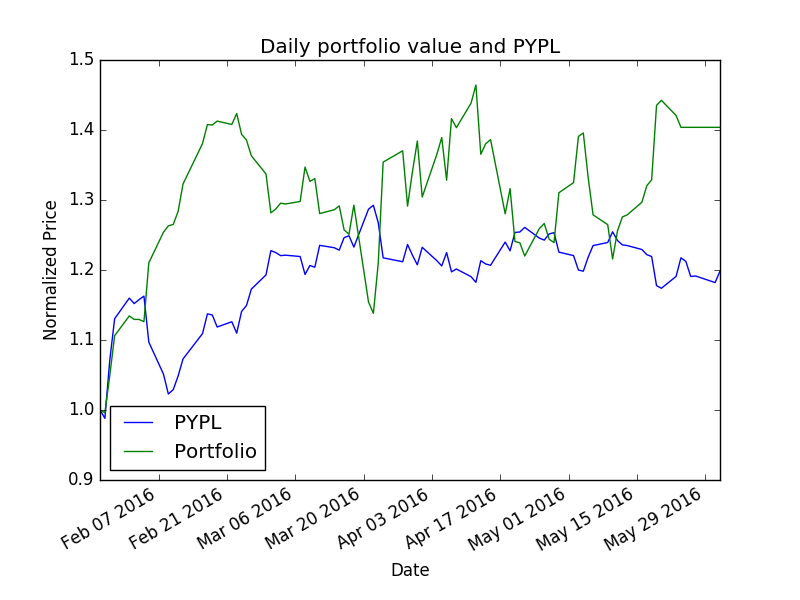 Daily portfolio value and PYPL
Normalized Price
1.5
1.4
1.3
1.2
1.1
1.0
0.9
PYPL
Portfolio
Feb 07 2016
Feb 21 2016
Mar 06 2016
Mar 20 2016
Apr 03 2016
Apr 17 2016
May 01 2016
May 15 2016
May 29 2016
Date